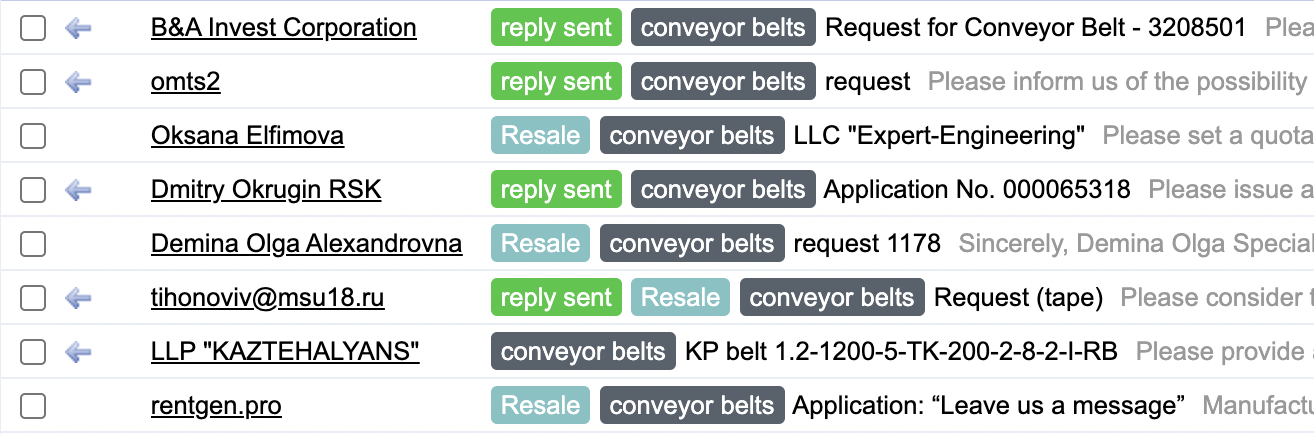 B&A Invest Corporation reply sent conveyor belts Request for Conveyor Belt - 3208501 Plea
omts2 reply sent conveyor belts request Please inform us of the possibility
Oksana Elfimova Resale conveyor belts LLC "Expert-Engineering" Please set a quota
Dmitry Okrugin RSK reply sent conveyor belts Application No. 000065318 Please issue a
Demina Olga Alexandrovna Resale conveyor belts request 1178 Sincerely, Demina Olga Special
tihonoviv@msu18.ru reply sent Resale conveyor belts Request (tape) Please consider t
LLP "KAZTEHALYANS" conveyor belts KP belt 1.2-1200-5-TK-200-2-8-2-I-RB Please provide
rentgen.pro Resale conveyor belts Application: “Leave us a message” Manufactu